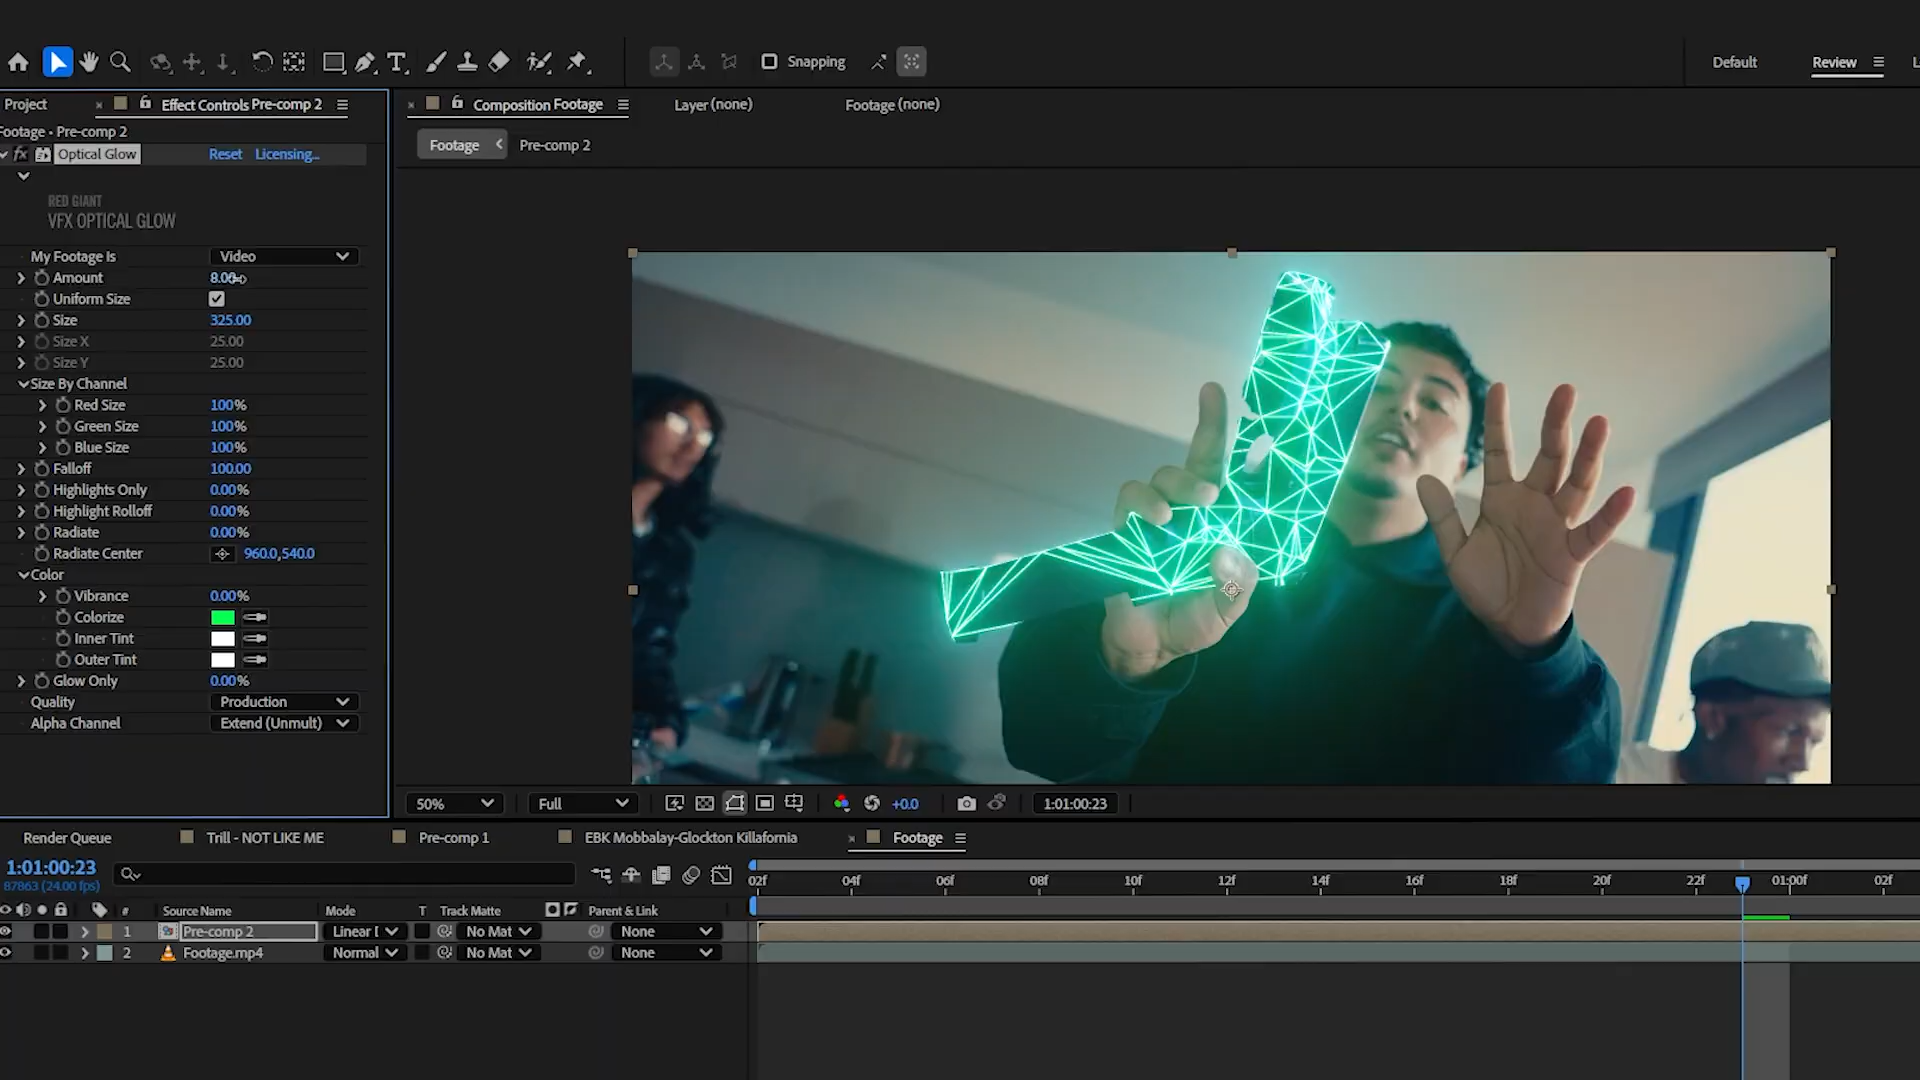 Snapping
Default
Review
Project
Effect Controls Pre-comp 2
Composition Footage
Layer (none)
Footage (none)
Footage • Pre-comp 2
Footage
Pre-comp 2
fx
Optical Glow
Reset
Licensing...
RED GIANT
VFX OPTICAL GLOW
My Footage Is
Video
Amount
8.00
Uniform Size
Size
325.00
Size X
25.00
Size Y
25.00
Size By Channel
Red Size
100%
Green Size
100%
Blue Size
100%
Falloff
100.00
Highlights Only
0.00%
Highlight Rolloff
0.00%
Radiate
0.00%
Radiate Center
960.0,540.0
Color
Vibrance
0.00%
Colorize
Inner Tint
Outer Tint
Glow Only
0.00%
Quality
Production
Alpha Channel
Extend (Unmult)
50%
Full
+0.0
1:01:00:23
Render Queue
Trill - NOT LIKE ME
Pre-comp 1
EBK Mobbalay-Glockton Killafornia
Footage
1:01:00:23
87863 (24.00 fps)
02f
04f
06f
08f
10f
12f
14f
16f
18f
20f
22f
01:00f
02f
#
Source Name
Mode
T
Track Matte
Parent & Link
1
Pre-comp 2
Linear
No Mat
None
2
Footage.mp4
Normal
No Mat
None